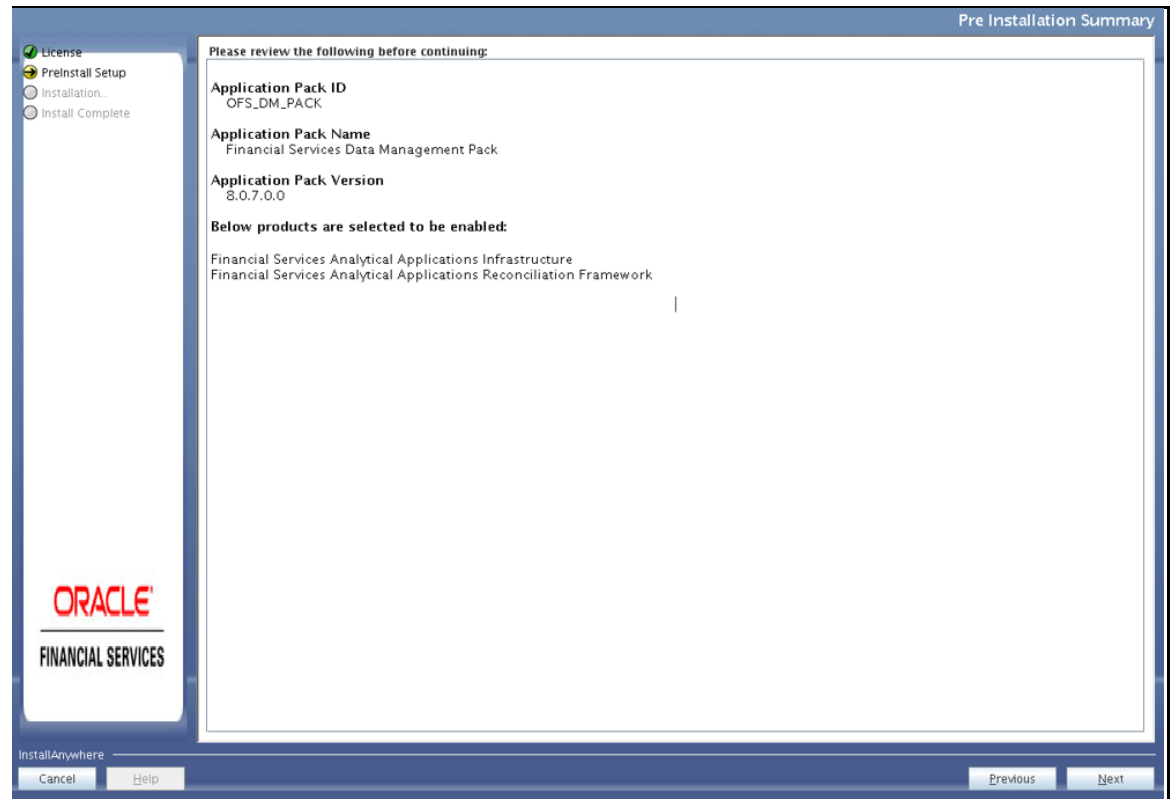 Pre Installation Summary
License
PreInstall Setup
Installation..
Install Complete
Please review the following before continuing:
Application Pack ID
OFS_DM_PACK
Application Pack Name
Financial Services Data Management Pack
Application Pack Version
8.0.7.0.0
Below products are selected to be enabled:
Financial Services Analytical Applications Infrastructure
Financial Services Analytical Applications Reconciliation Framework
ORACLE
FINANCIAL SERVICES
InstallAnywhere
Cancel
Help
Previous
Next